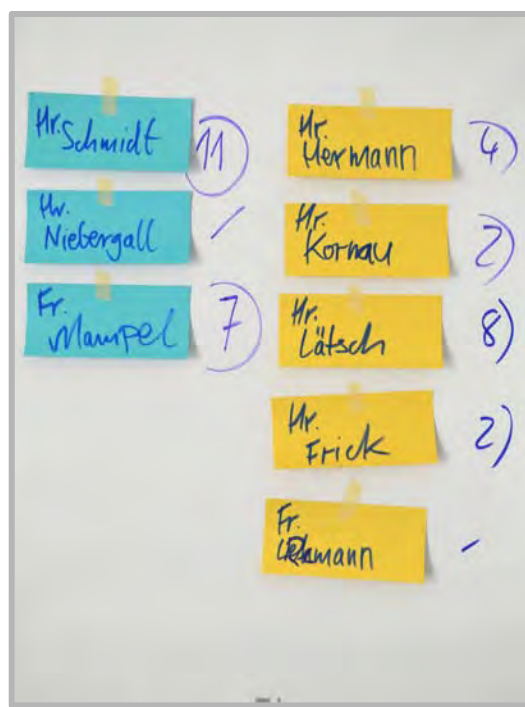 Hr. Schmidt 11
Hr. Niebergall /
Fr. Mampel 7)
Hr.
Hermann 4)
Hr.
Kornau 2)
Hr.
Lätsch 8)
Hr.
Frick 2)
Fr.